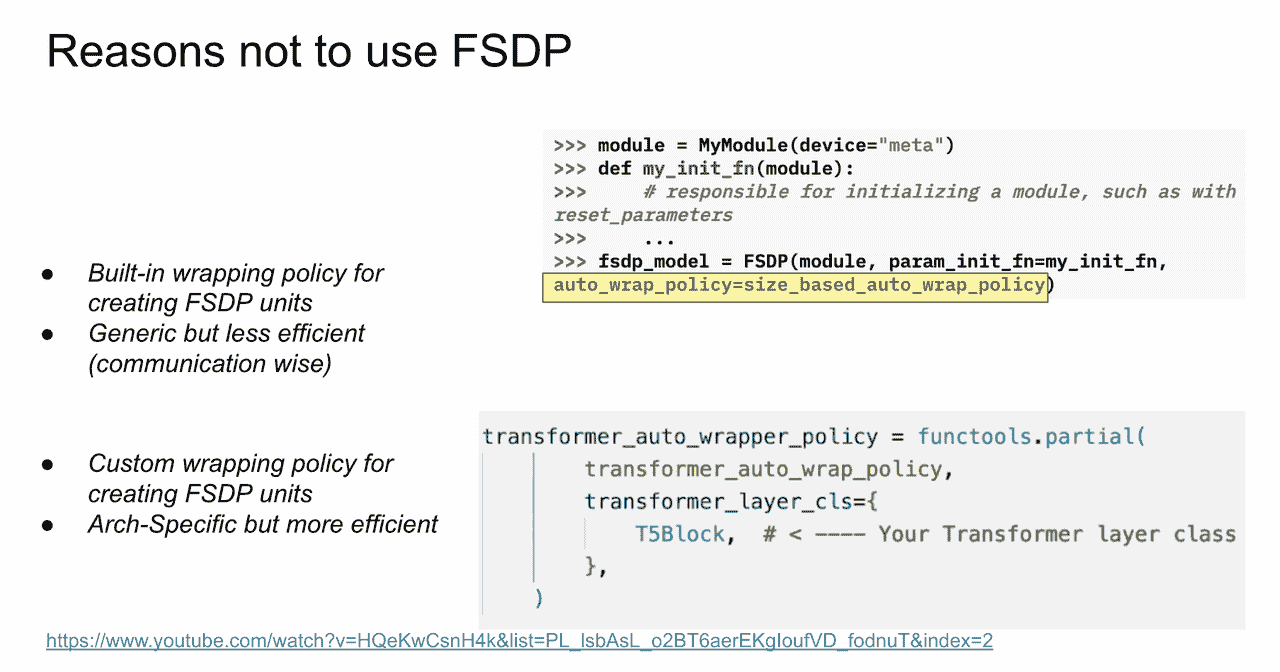 Reasons not to use FSDP
>>> module = MyModule(device="meta")
>>> def my_init_fn(module):
>>>     # responsible for initializing a module, such as with
reset_parameters
>>>     ...
>>> fsdp_model = FSDP(module, param_init_fn=my_init_fn,
auto_wrap_policy=size_based_auto_wrap_policy)
● Built-in wrapping policy for
creating FSDP units
● Generic but less efficient
(communication wise)
transformer_auto_wrapper_policy = functools.partial(
        transformer_auto_wrap_policy,
        transformer_layer_cls={
            T5Block,  # < ---- Your Transformer layer class
        },
    )
● Custom wrapping policy for
creating FSDP units
● Arch-Specific but more efficient
https://www.youtube.com/watch?v=HQeKwCsnH4k&list=PL_lsbAsL_o2BT6aerEKgIoufVD_fodnuT&index=2